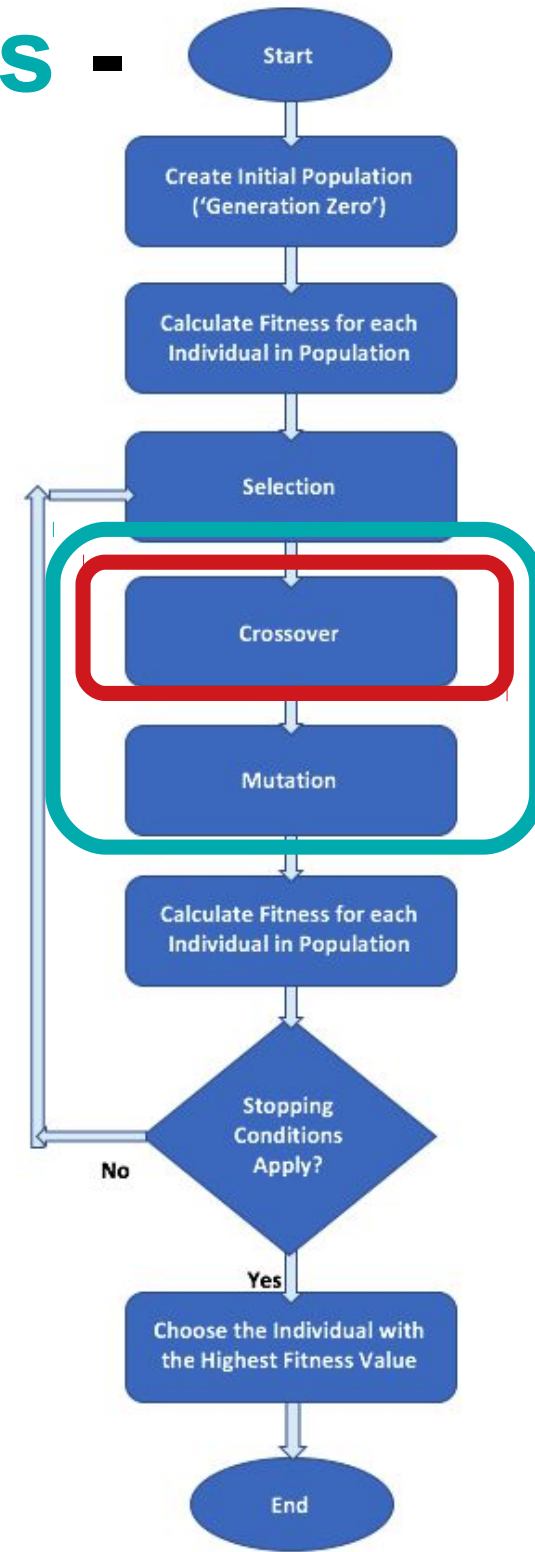 s -
Start
Create Initial Population
(‘Generation Zero’)
Calculate Fitness for each
Individual in Population
Selection
Crossover
Mutation
Calculate Fitness for each
Individual in Population
Stopping
Conditions
Apply?
No
Yes
Choose the Individual with
the Highest Fitness Value
End